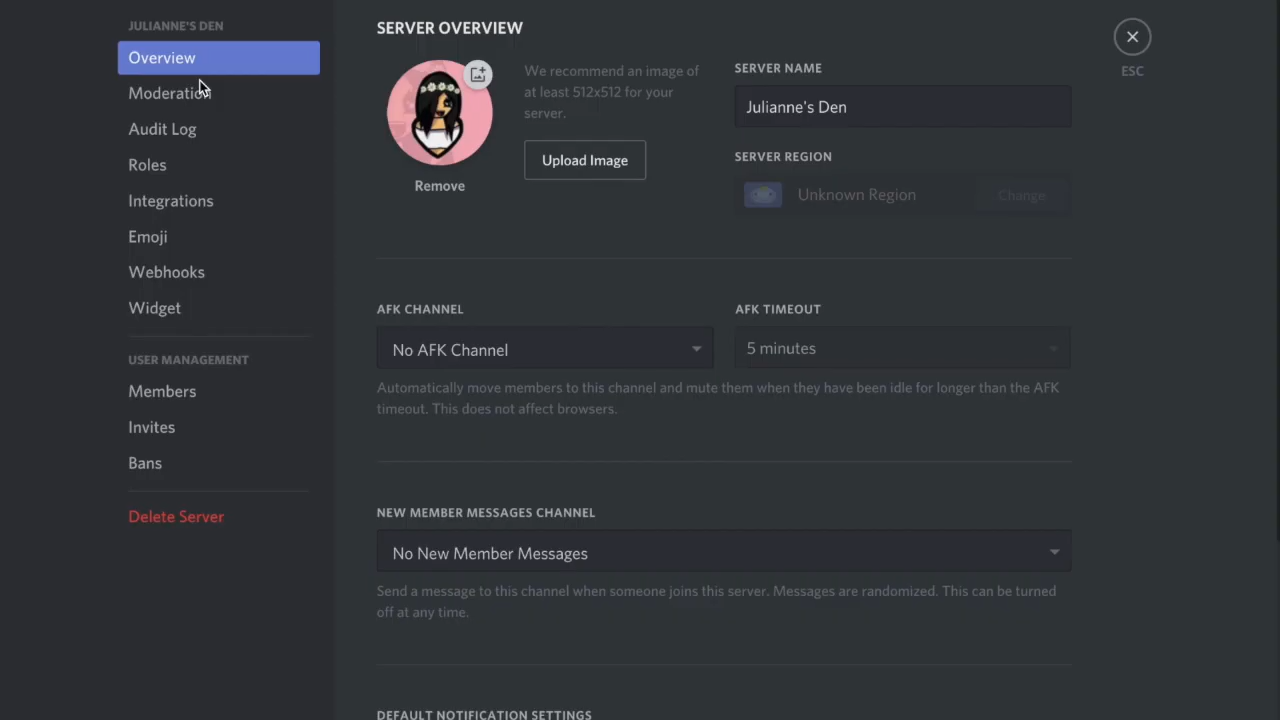 JULIANNE'S DEN
Overview
Moderation
Audit Log
Roles
Integrations
Emoji
Webhooks
Widget
USER MANAGEMENT
Members
Invites
Bans
Delete Server
SERVER OVERVIEW
Remove
We recommend an image of
at least 512x512 for your
server.
Upload Image
SERVER NAME
Julianne's Den
SERVER REGION
Unknown Region
Change
AFK CHANNEL
No AFK Channel
AFK TIMEOUT
5 minutes
Automatically move members to this channel and mute them when they have been idle for longer than the AFK
timeout. This does not affect browsers.
NEW MEMBER MESSAGES CHANNEL
No New Member Messages
Send a message to this channel when someone joins this server. Messages are randomized. This can be turned
off at any time.
DEFAULT NOTIFICATION SETTINGS
ESC